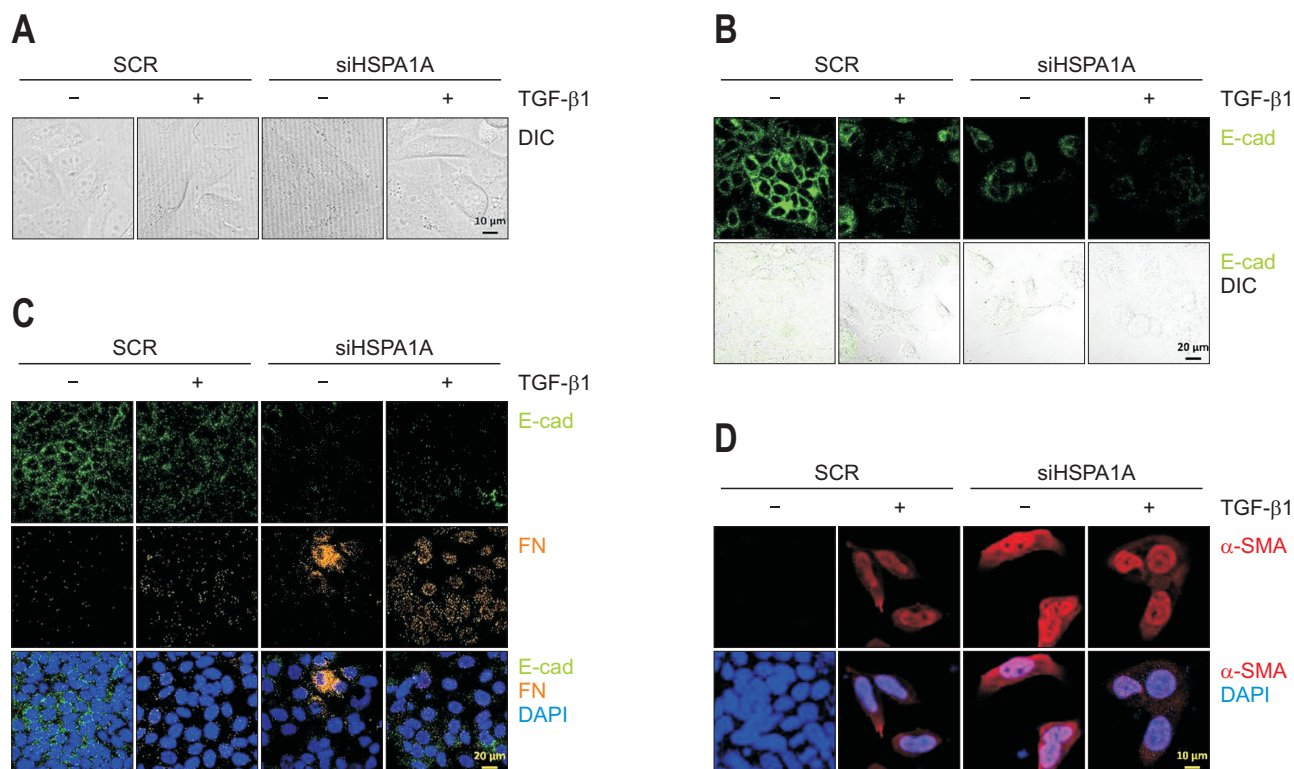 A
SCR siHSPA1A
– + – + TGF-β1
DIC
10 µm
B
SCR siHSPA1A
– + – + TGF-β1
E-cad
E-cad
DIC
20 µm
C
SCR siHSPA1A
– + – + TGF-β1
E-cad
FN
E-cad
FN
DAPI
20 µm
D
SCR siHSPA1A
– + – + TGF-β1
α-SMA
α-SMA
DAPI
10 µm